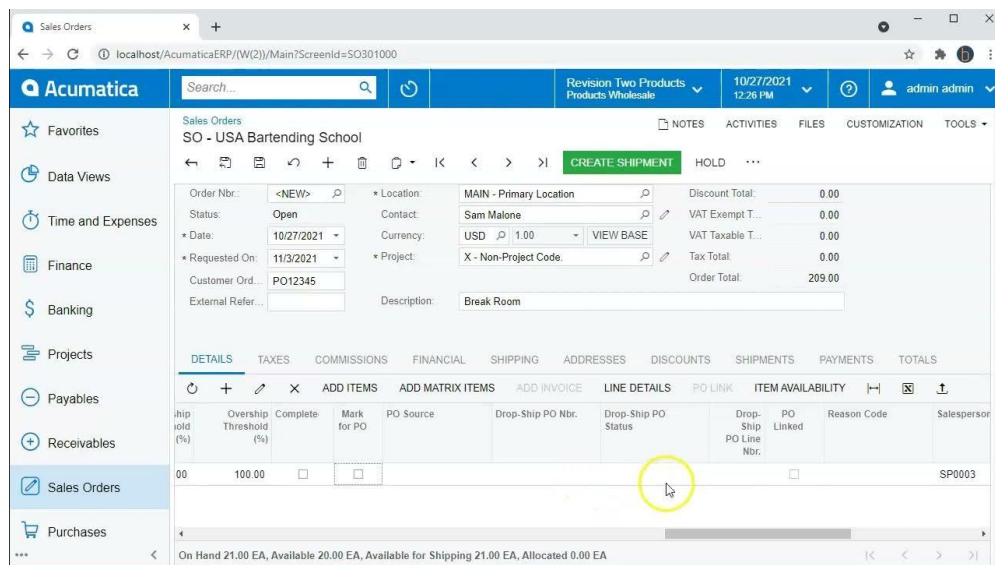 Sales Orders
localhost/AcumaticaERP/(W(2))/Main?ScreenId=SO301000
Acumatica
Search...
Revision Two Products
Products Wholesale
10/27/2021
12:26 PM
admin admin
Favorites
Data Views
Time and Expenses
Finance
Banking
Projects
Payables
Receivables
Sales Orders
Purchases
Sales Orders
SO - USA Bartending School
NOTES ACTIVITIES FILES CUSTOMIZATION TOOLS
CREATE SHIPMENT HOLD
Order Nbr.: <NEW> * Location: MAIN - Primary Location Discount Total: 0.00
Status: Open Contact: Sam Malone VAT Exempt T... 0.00
* Date: 10/27/2021 Currency: USD 1.00 VIEW BASE VAT Taxable T... 0.00
* Requested On: 11/3/2021 * Project: X - Non-Project Code. Tax Total: 0.00
Customer Ord... PO12345 Order Total: 209.00
External Refer... Description: Break Room
DETAILS TAXES COMMISSIONS FINANCIAL SHIPPING ADDRESSES DISCOUNTS SHIPMENTS PAYMENTS TOTALS
ADD ITEMS ADD MATRIX ITEMS ADD INVOICE LINE DETAILS PO LINK ITEM AVAILABILITY
hip Overship Complete Mark PO Source Drop-Ship PO Nbr. Drop-Ship PO Drop- PO Reason Code Salesperson
old Threshold for PO Status Ship Linked
(%) (%) PO Line
Nbr.
00 100.00 SP0003
On Hand 21.00 EA, Available 20.00 EA, Available for Shipping 21.00 EA, Allocated 0.00 EA